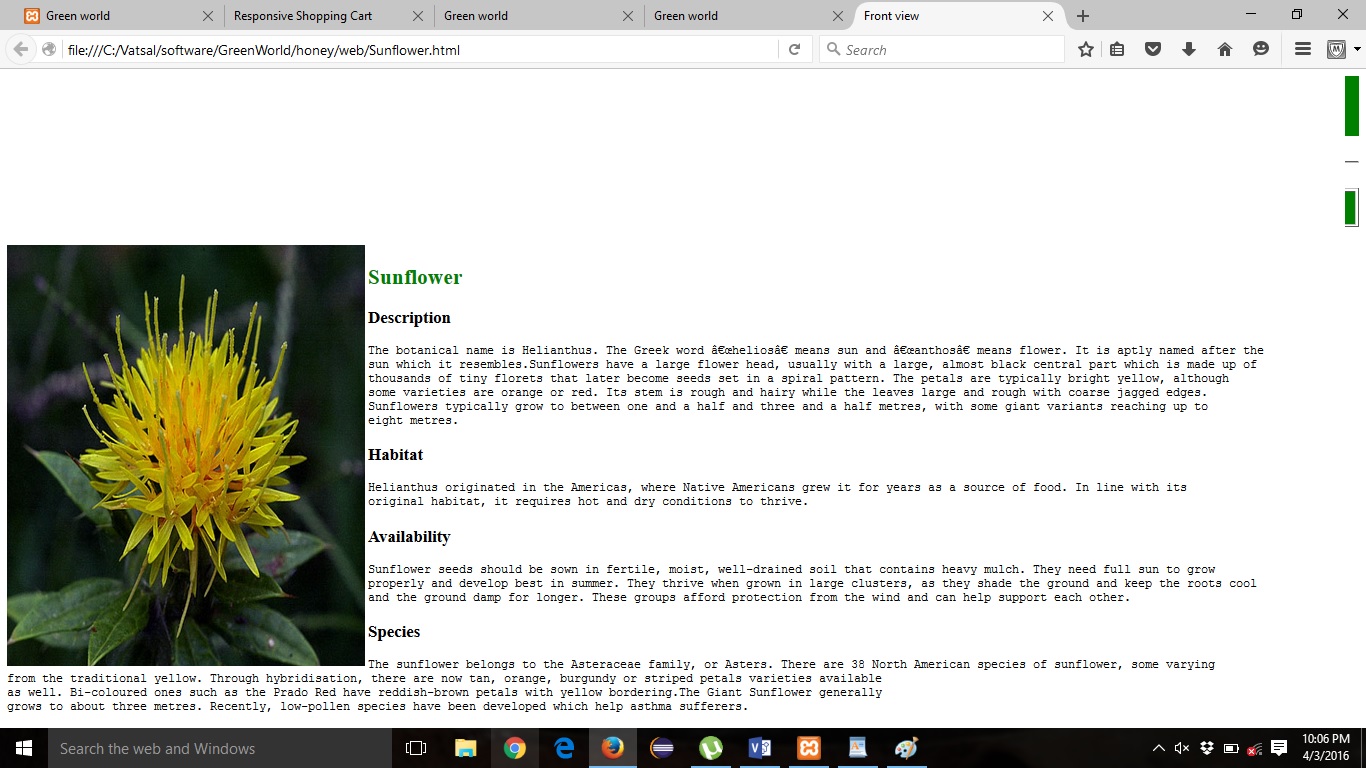 Green world
Responsive Shopping Cart
Green world
Green world
Front view
file:///C:/Vatsal/software/GreenWorld/honey/web/Sunflower.html
Search
Sunflower
Description
The botanical name is Helianthus. The Greek word â€œheliosâ€ means sun and â€œanthosâ€ means flower. It is aptly named after the
sun which it resembles.Sunflowers have a large flower head, usually with a large, almost black central part which is made up of
thousands of tiny florets that later become seeds set in a spiral pattern. The petals are typically bright yellow, although
some varieties are orange or red. Its stem is rough and hairy while the leaves large and rough with coarse jagged edges.
Sunflowers typically grow to between one and a half and three and a half metres, with some giant variants reaching up to
eight metres.
Habitat
Helianthus originated in the Americas, where Native Americans grew it for years as a source of food. In line with its
original habitat, it requires hot and dry conditions to thrive.
Availability
Sunflower seeds should be sown in fertile, moist, well-drained soil that contains heavy mulch. They need full sun to grow
properly and develop best in summer. They thrive when grown in large clusters, as they shade the ground and keep the roots cool
and the ground damp for longer. These groups afford protection from the wind and can help support each other.
Species
The sunflower belongs to the Asteraceae family, or Asters. There are 38 North American species of sunflower, some varying
from the traditional yellow. Through hybridisation, there are now tan, orange, burgundy or striped petals varieties available
as well. Bi-coloured ones such as the Prado Red have reddish-brown petals with yellow bordering.The Giant Sunflower generally
grows to about three metres. Recently, low-pollen species have been developed which help asthma sufferers.
Search the web and Windows
10:06 PM
4/3/2016